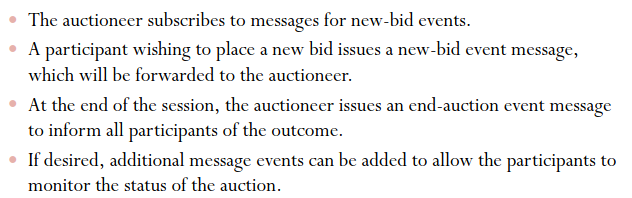 • The auctioneer subscribes to messages for new-bid events.
• A participant wishing to place a new bid issues a new-bid event message,
which will be forwarded to the auctioneer.
• At the end of the session, the auctioneer issues an end-auction event message
to inform all participants of the outcome.
• If desired, additional message events can be added to allow the participants to
monitor the status of the auction.